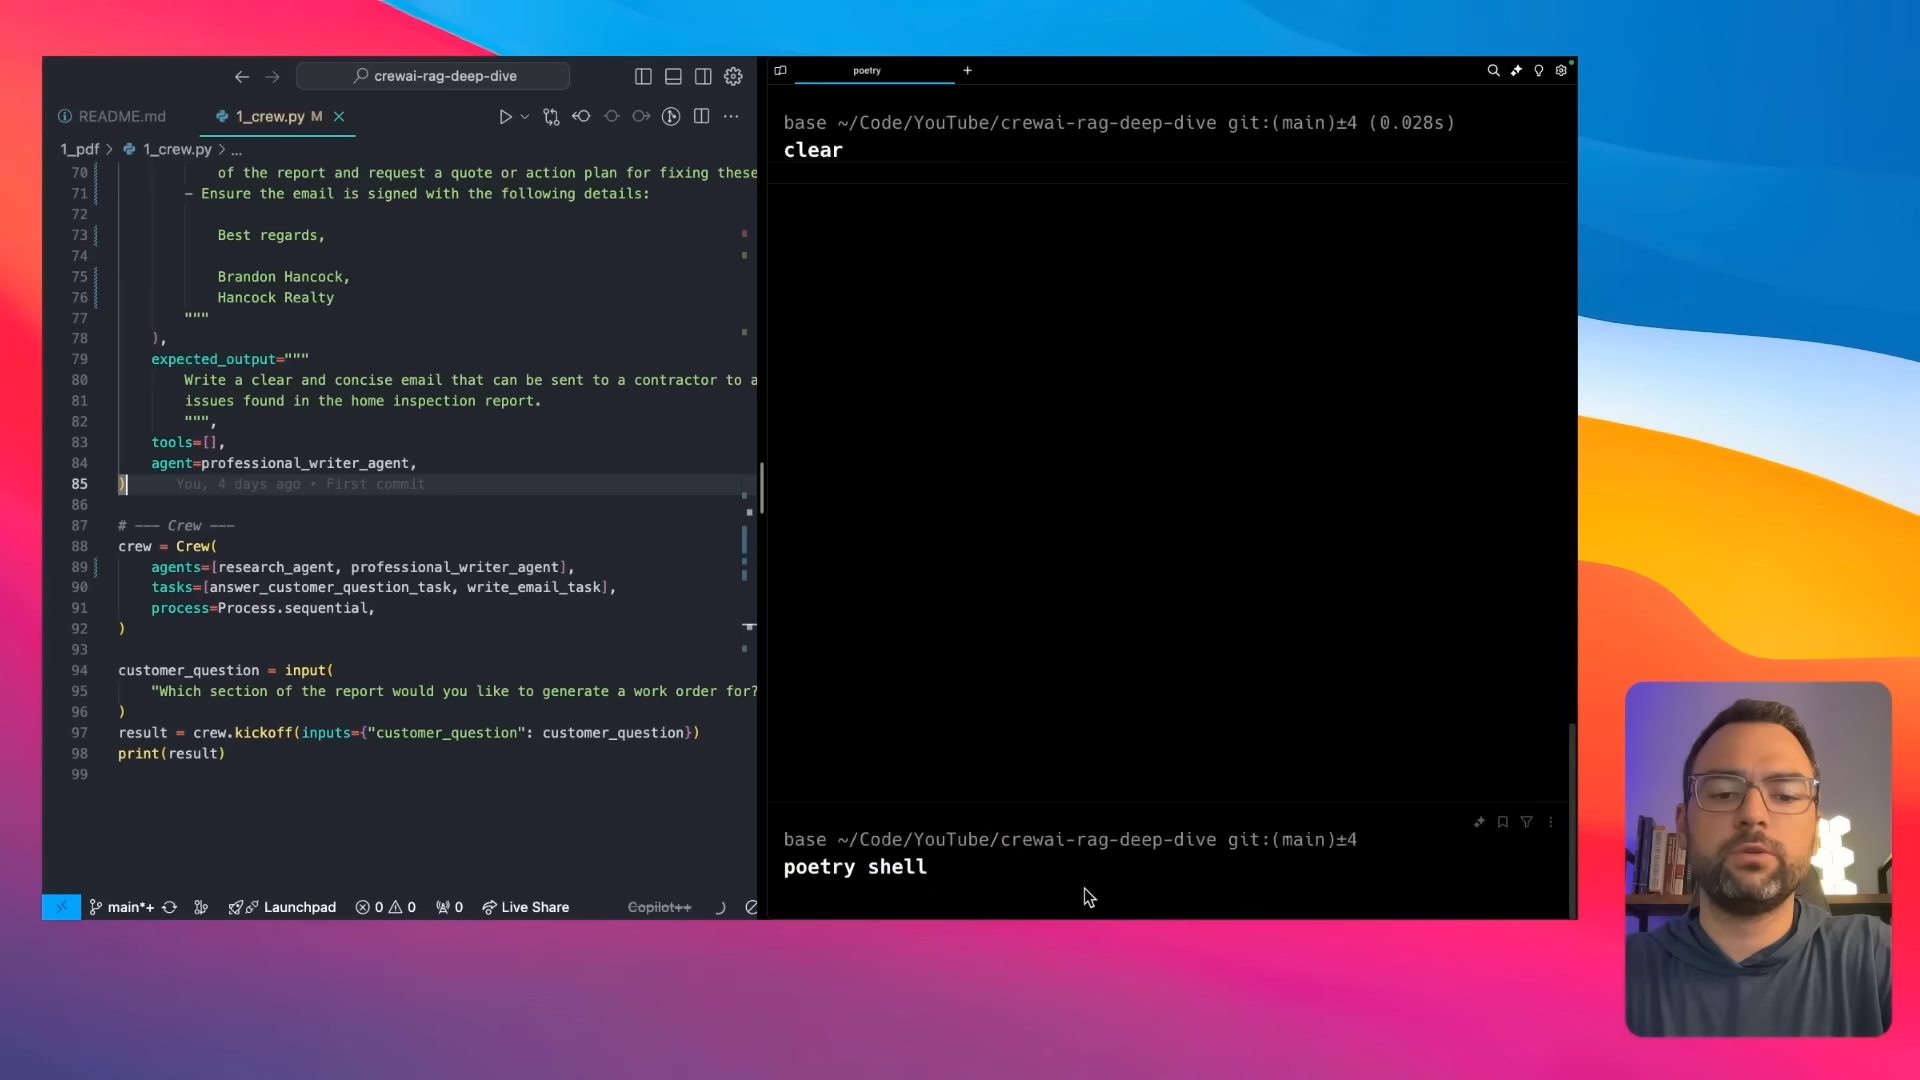 crewai-rag-deep-dive
README.md
1_crew.py M
1_pdf > 1_crew.py > ...
70 of the report and request a quote or action plan for fixing these
71 - Ensure the email is signed with the following details:
72
73 Best regards,
74
75 Brandon Hancock,
76 Hancock Realty
77 """
78 ),
79 expected_output="""
80 Write a clear and concise email that can be sent to a contractor to a
81 issues found in the home inspection report.
82 """,
83 tools=[],
84 agent=professional_writer_agent,
85 ) You, 4 days ago • First commit
86
87 # --- Crew ---
88 crew = Crew(
89 agents=[research_agent, professional_writer_agent],
90 tasks=[answer_customer_question_task, write_email_task],
91 process=Process.sequential,
92 )
93
94 customer_question = input(
95 "Which section of the report would you like to generate a work order for?
96 )
97 result = crew.kickoff(inputs={"customer_question": customer_question})
98 print(result)
99
main*+ Launchpad 0 0 0 Live Share Copilot++
poetry
base ~/Code/YouTube/crewai-rag-deep-dive git:(main)±4 (0.028s)
clear
base ~/Code/YouTube/crewai-rag-deep-dive git:(main)±4
poetry shell